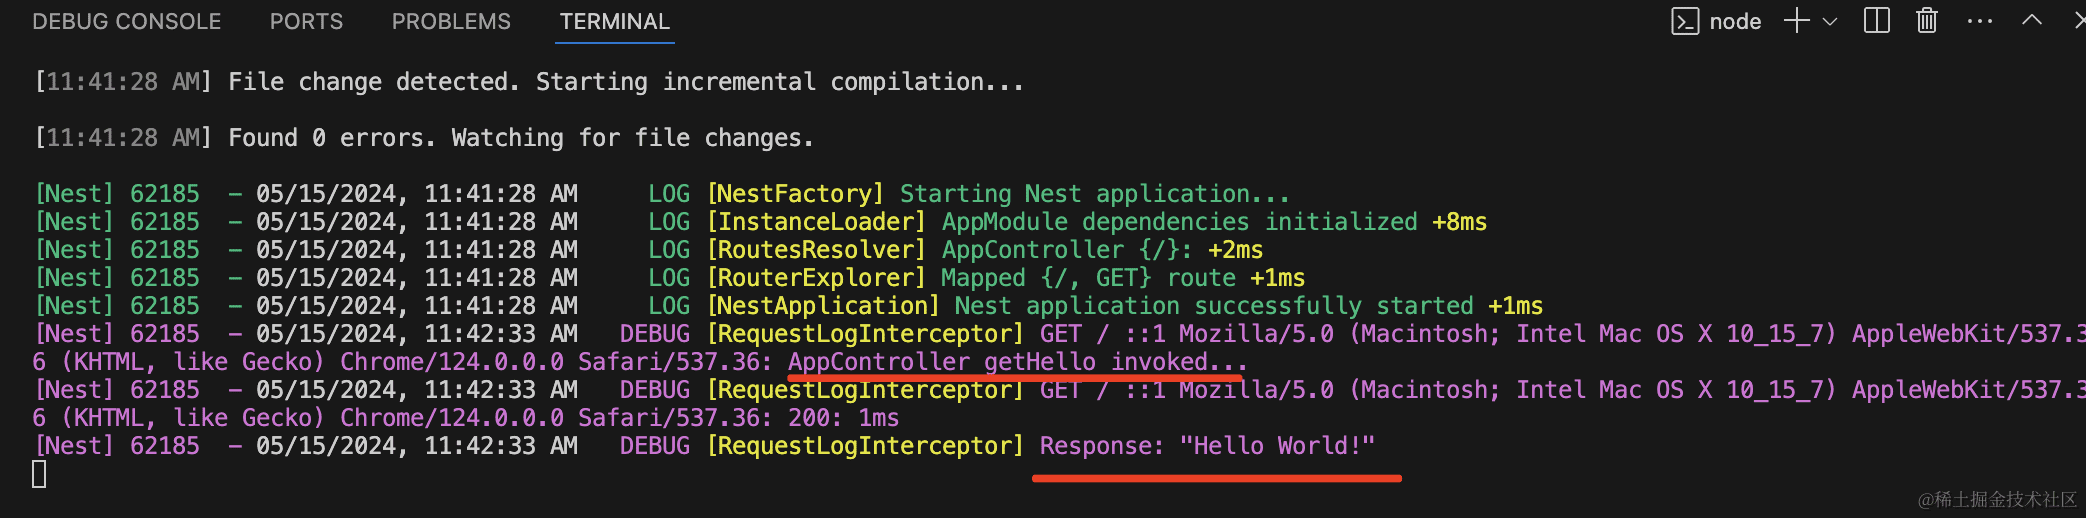 DEBUG CONSOLE PORTS PROBLEMS TERMINAL node
[11:41:28 AM] File change detected. Starting incremental compilation...
[11:41:28 AM] Found 0 errors. Watching for file changes.
[Nest] 62185  - 05/15/2024, 11:41:28 AM     LOG [NestFactory] Starting Nest application...
[Nest] 62185  - 05/15/2024, 11:41:28 AM     LOG [InstanceLoader] AppModule dependencies initialized +8ms
[Nest] 62185  - 05/15/2024, 11:41:28 AM     LOG [RoutesResolver] AppController {/}: +2ms
[Nest] 62185  - 05/15/2024, 11:41:28 AM     LOG [RouterExplorer] Mapped {/, GET} route +1ms
[Nest] 62185  - 05/15/2024, 11:41:28 AM     LOG [NestApplication] Nest application successfully started +1ms
[Nest] 62185  - 05/15/2024, 11:42:33 AM   DEBUG [RequestLogInterceptor] GET / ::1 Mozilla/5.0 (Macintosh; Intel Mac OS X 10_15_7) AppleWebKit/537.3
6 (KHTML, like Gecko) Chrome/124.0.0.0 Safari/537.36: AppController getHello invoked...
[Nest] 62185  - 05/15/2024, 11:42:33 AM   DEBUG [RequestLogInterceptor] GET / ::1 Mozilla/5.0 (Macintosh; Intel Mac OS X 10_15_7) AppleWebKit/537.3
6 (KHTML, like Gecko) Chrome/124.0.0.0 Safari/537.36: 200: 1ms
[Nest] 62185  - 05/15/2024, 11:42:33 AM   DEBUG [RequestLogInterceptor] Response: "Hello World!"
@稀土掘金技术社区